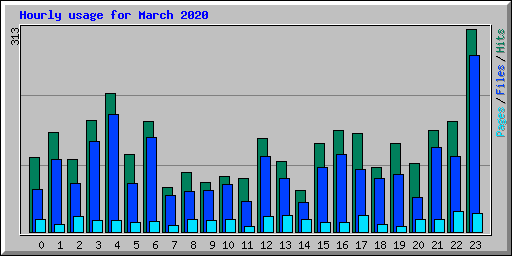 Hourly usage for March 2020
313
Pages/Files/Hits
0 1 2 3 4 5 6 7 8 9 10 11 12 13 14 15 16 17 18 19 20 21 22 23